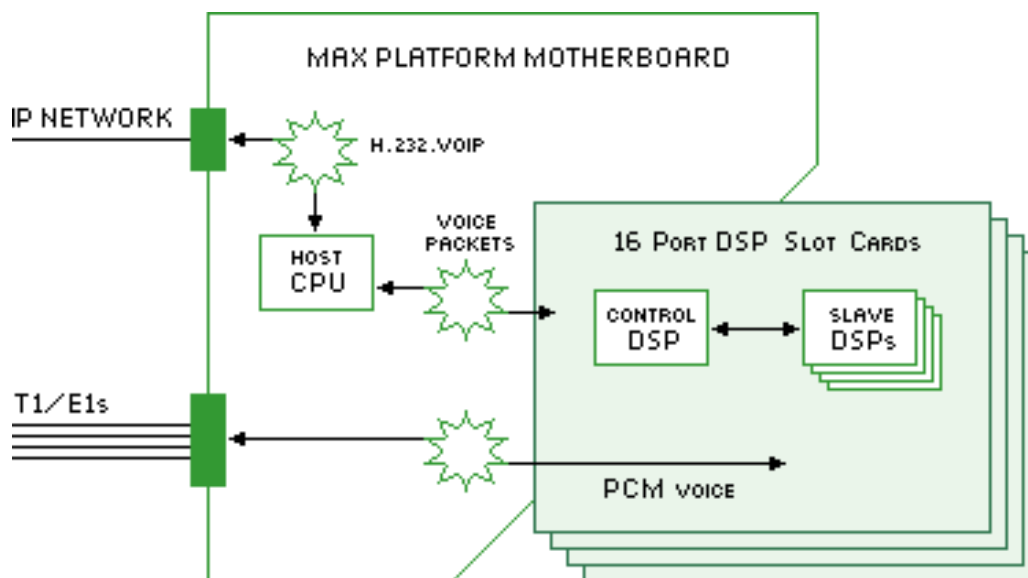 MAX PLATFORM MOTHERBOARD
IP NETWORK
H.232.VOIP
VOICE
PACKETS
16 PORT DSP SLOT CARDS
HOST
CPU
CONTROL
DSP
SLAVE
DSPs
T1/E1s
PCM VOICE